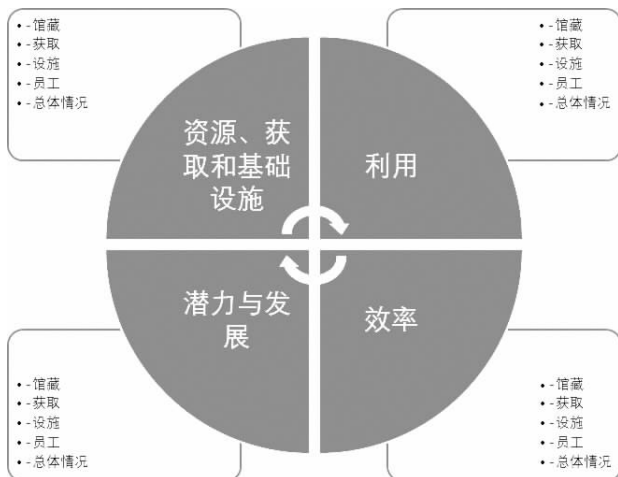 • -馆藏
• -获取
• -设施
• -员工
• -总体情况
• -馆藏
• -获取
• -设施
• -员工
• -总体情况
资源、获
取和基础
设施
利用
潜力与发
展
效率
• -馆藏
• -获取
• -设施
• -员工
• -总体情况
• -馆藏
• -获取
• -设施
• -员工
• -总体情况